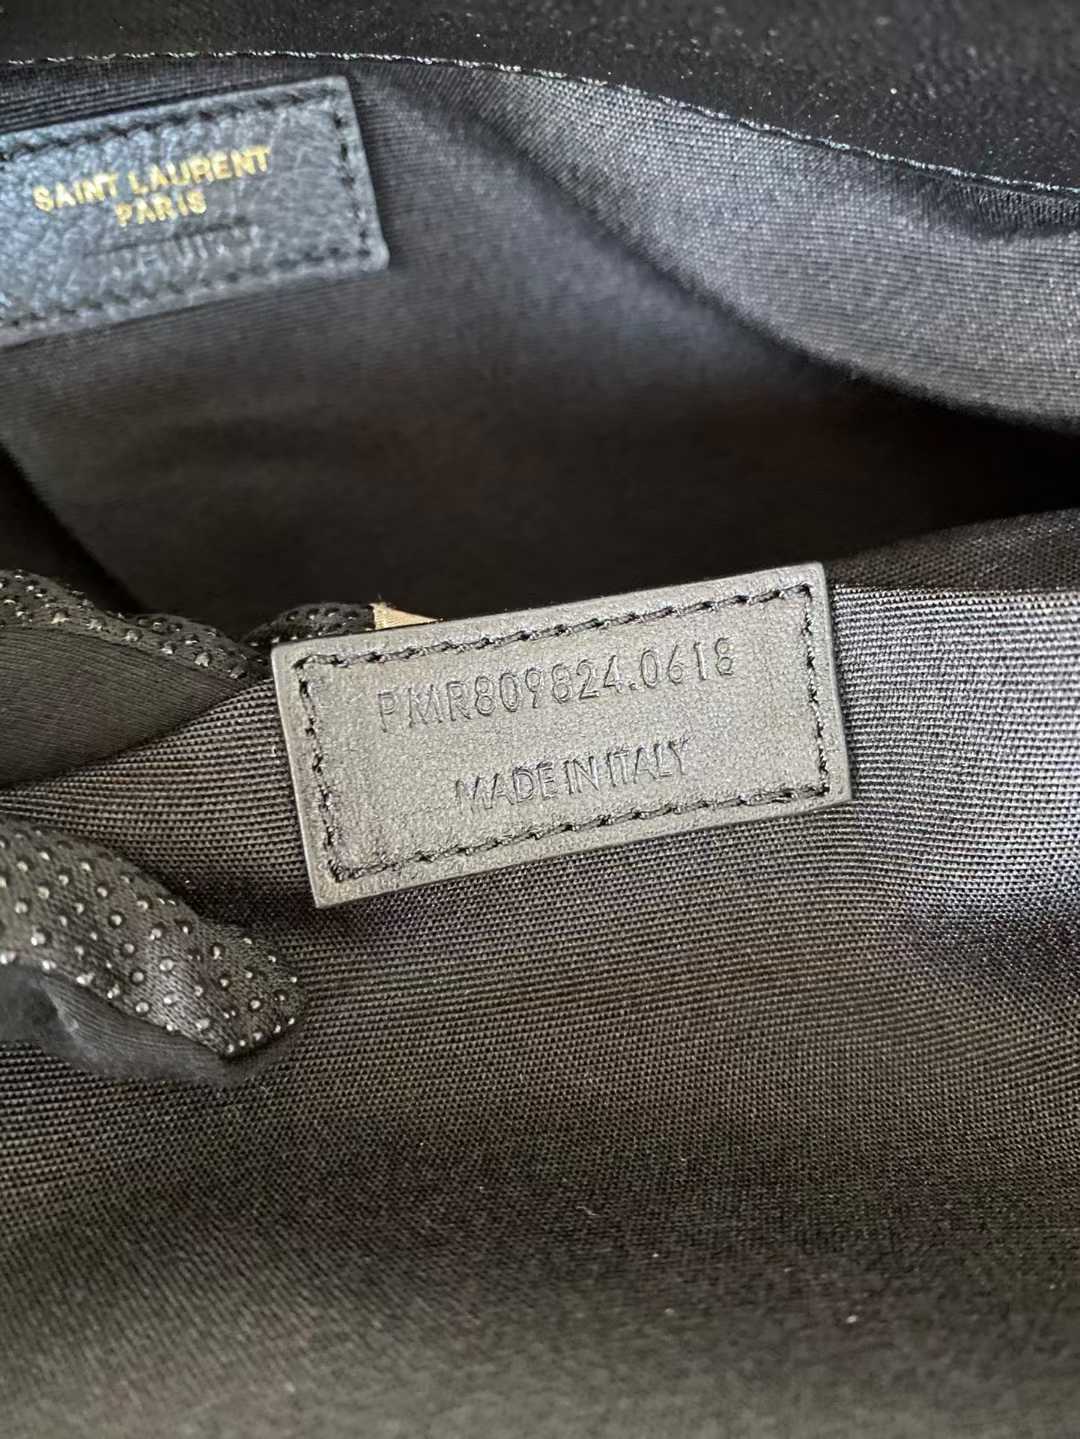 SAINT LAURENT
PARIS
PMR809824.0618
MADE IN ITALY